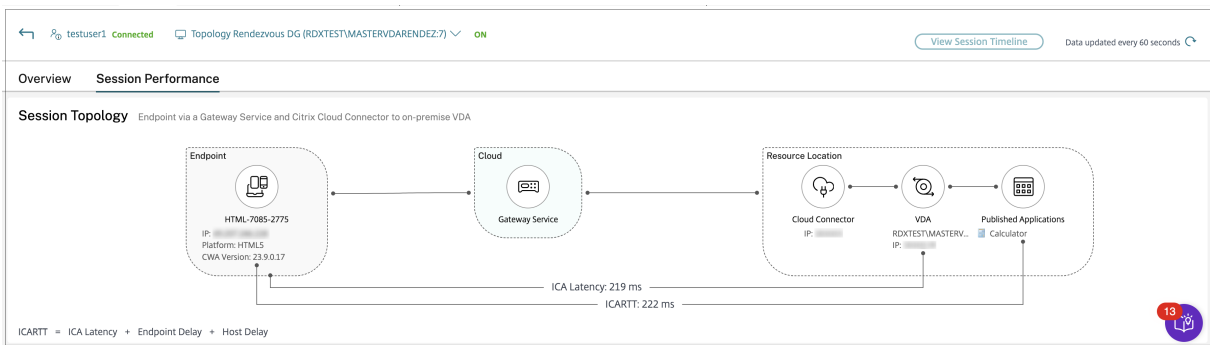 testuser1 Connected Topology Rendezvous DG (RDXTEST\MASTERVDARENDEZ:7) ON
View Session Timeline Data updated every 60 seconds
Overview Session Performance
Session Topology Endpoint via a Gateway Service and Citrix Cloud Connector to on-premise VDA
Endpoint Cloud Resource Location
HTML-7085-2775 Gateway Service Cloud Connector VDA Published Applications
IP: IP: RDXTEST\MASTERV... Calculator
Platform: HTML5 IP:
CWA Version: 23.9.0.17
ICA Latency: 219 ms
ICARTT: 222 ms
ICARTT = ICA Latency + Endpoint Delay + Host Delay
13